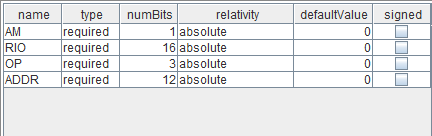 name type numBits relativity defaultValue signed
AM required 1 absolute 0
RIO required 16 absolute 0
OP required 3 absolute 0
ADDR required 12 absolute 0